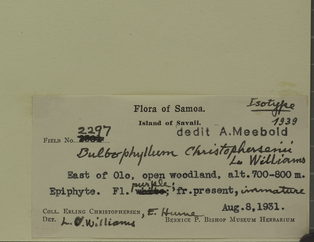 Flora of Samoa.
Isotype
1939
Island of Savaii.
2297
dedit A.Meebold
Field No.
Bulbophyllum Christophersenii
L. Williams
East of Olo, open woodland, alt.700-800 m.
purple;
Epiphyte. Fl. white; fr.present, immature
Aug.8,1931.
Coll. Erling Christophersen, E. Hume
Det. L. O. Williams
Bernice P. Bishop Museum Herbarium